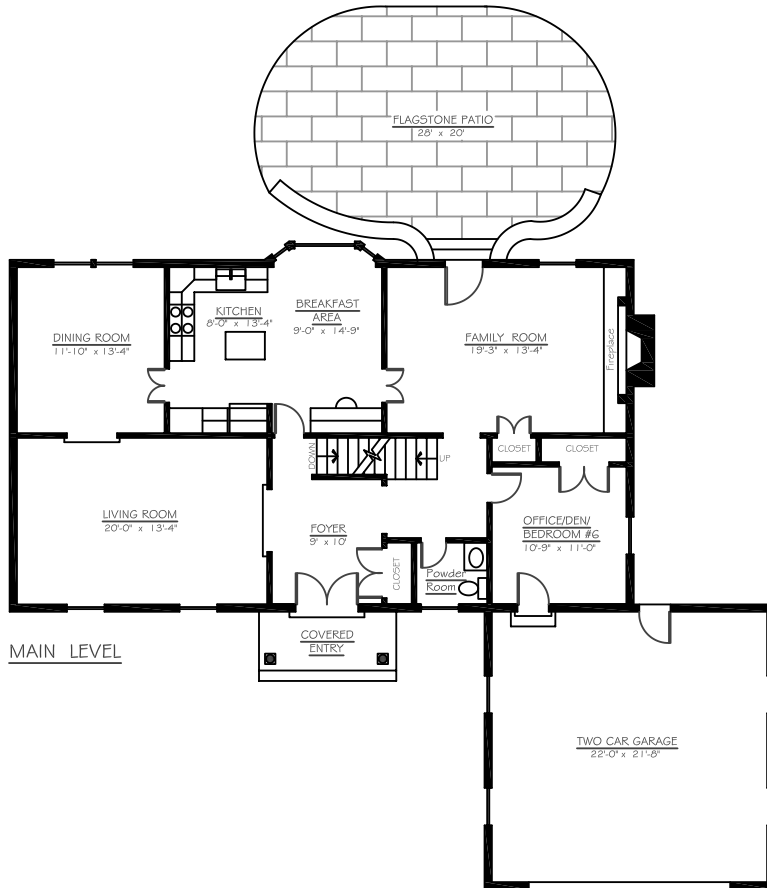 FLAGSTONE PATIO
28' x 20'
KITCHEN
8'-0" x 13'-4"
BREAKFAST
AREA
9'-0" x 14'-9"
DINING ROOM
11'-10" x 13'-4"
FAMILY ROOM
19'-3" x 13'-4"
Fireplace
DOWN
UP
CLOSET
CLOSET
LIVING ROOM
20'-0" x 13'-4"
FOYER
9' x 10'
OFFICE/DEN/
BEDROOM #6
10'-9" x 11'-0"
CLOSET
Powder
Room
COVERED
ENTRY
MAIN LEVEL
TWO CAR GARAGE
22'-0" x 21'-8"